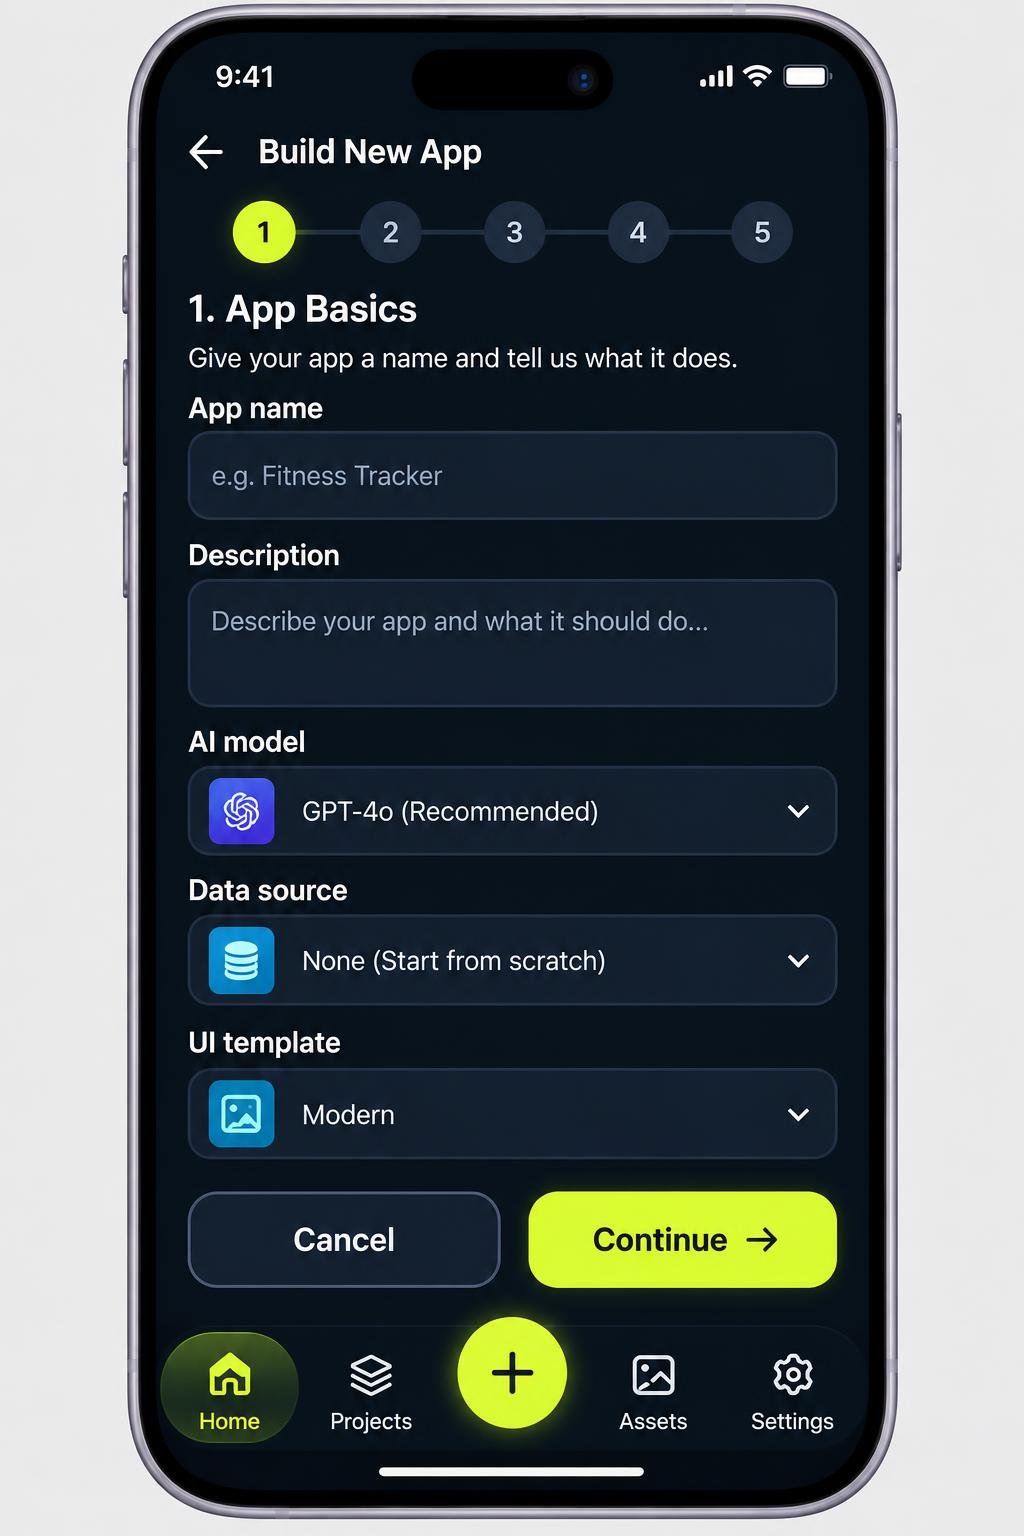 9:41
Build New App
1 2 3 4 5
1. App Basics
Give your app a name and tell us what it does.
App name
e.g. Fitness Tracker
Description
Describe your app and what it should do...
AI model
GPT-4o (Recommended)
Data source
None (Start from scratch)
UI template
Modern
Cancel
Continue →
Home
Projects
Assets
Settings